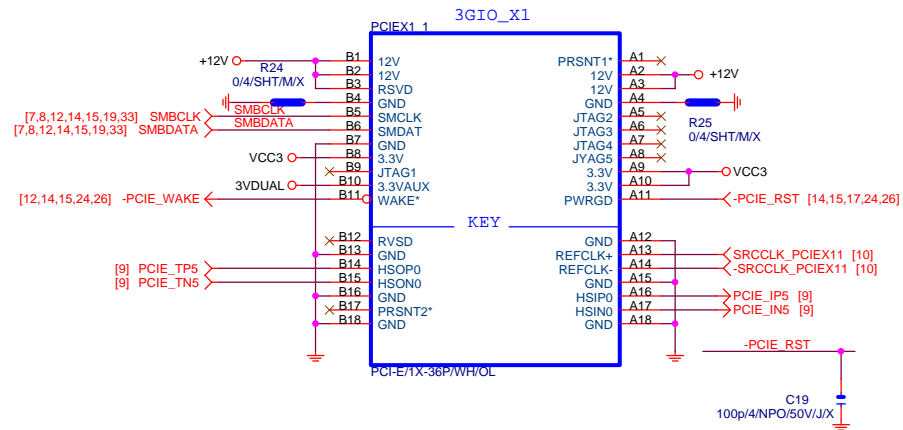 3GIO_X1
PCIEX1_1
+12V
R24
0/4/SHT/M/X
B1 12V
B2 12V
B3 RSVD
B4 GND
[7,8,12,14,15,19,33] SMBCLK SMBCLK B5 SMCLK
[7,8,12,14,15,19,33] SMBDATA SMBDATA B6 SMDAT
B7 GND
VCC3 B8 3.3V
B9 JTAG1
3VDUAL B10 3.3VAUX
[12,14,15,24,26] -PCIE_WAKE B11 WAKE*
KEY
B12 RVSD
B13 GND
[9] PCIE_TP5 B14 HSOP0
[9] PCIE_TN5 B15 HSON0
B16 GND
B17 PRSNT2*
B18 GND
PRSNT1* A1
12V A2 +12V
12V A3
GND A4
R25
0/4/SHT/M/X
JTAG2 A5
JTAG3 A6
JTAG4 A7
JYAG5 A8
3.3V A9 VCC3
3.3V A10
PWRGD A11 -PCIE_RST [14,15,17,24,26]
GND A12
REFCLK+ A13 SRCCLK_PCIEX11 [10]
REFCLK- A14 -SRCCLK_PCIEX11 [10]
GND A15
HSIP0 A16 PCIE_IP5 [9]
HSIN0 A17 PCIE_IN5 [9]
GND A18
PCI-E/1X-36P/WH/OL
-PCIE_RST
C19
100p/4/NPO/50V/J/X